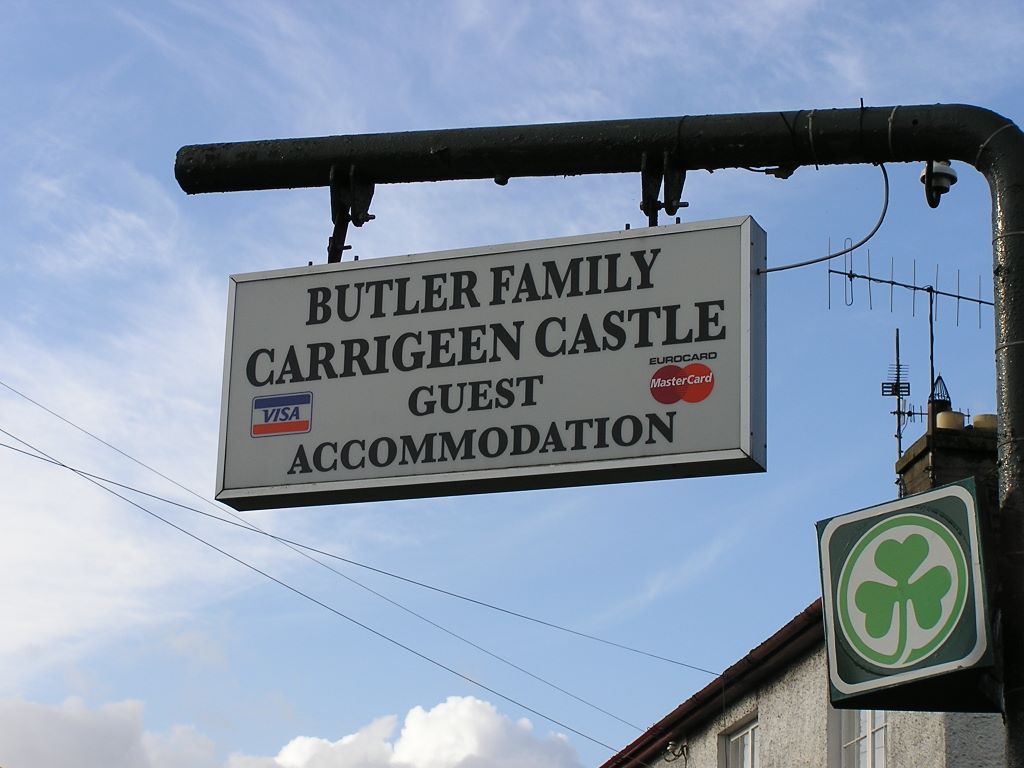 BUTLER FAMILY
CARRIGEEN CASTLE
EUROCARD
MasterCard
GUEST
VISA
ACCOMMODATION